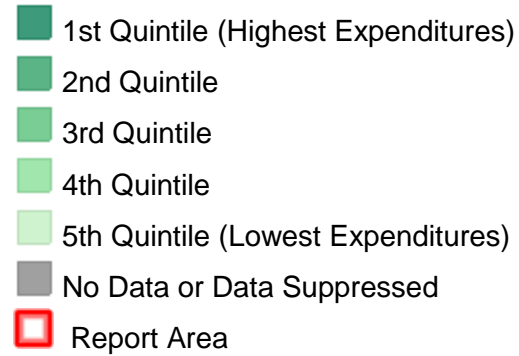 1st Quintile (Highest Expenditures)
2nd Quintile
3rd Quintile
4th Quintile
5th Quintile (Lowest Expenditures)
No Data or Data Suppressed
Report Area